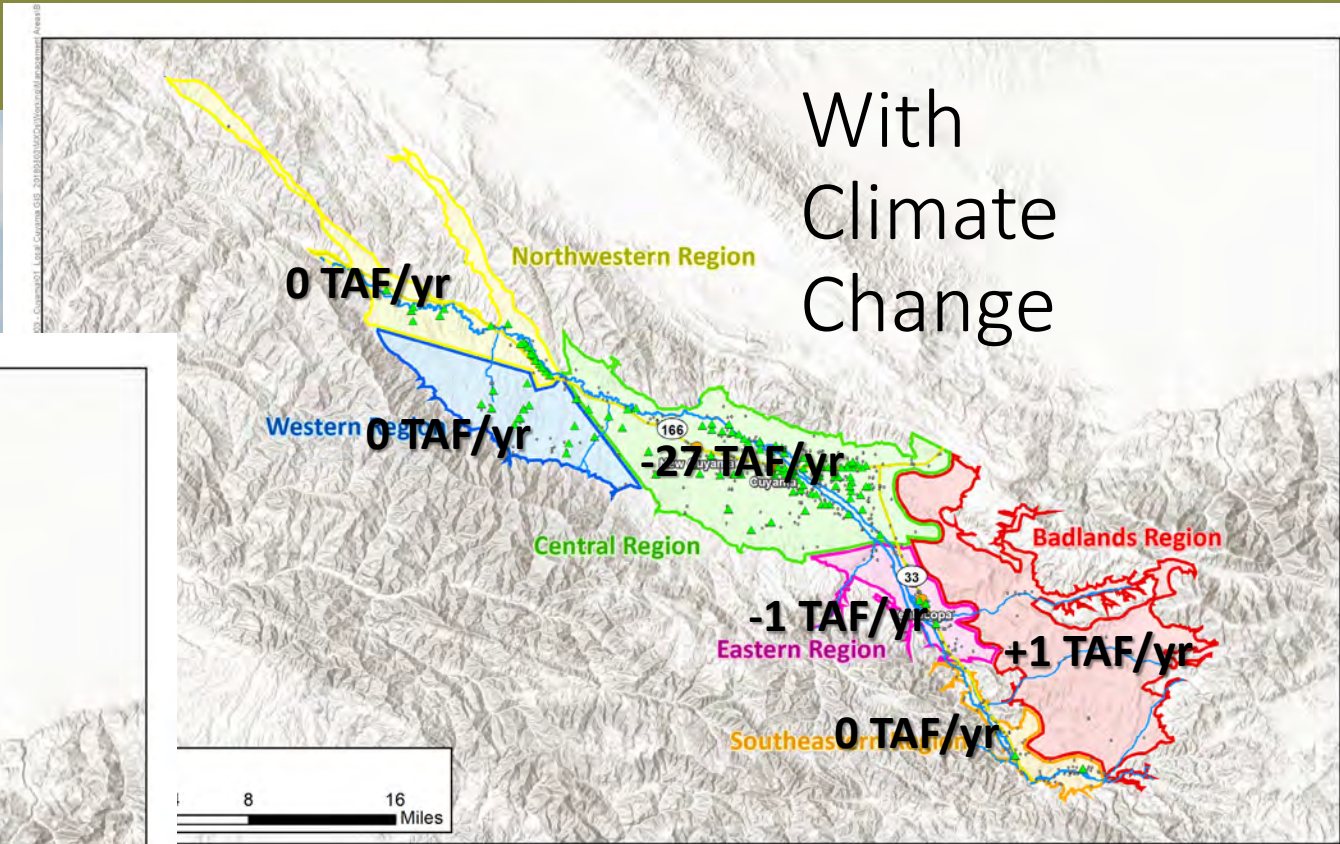 With
Climate
Change
Northwestern Region
0 TAF/yr
Western Region
0 TAF/yr
166
-27 TAF/yr
New Cuyama
Cuyama
Central Region
Badlands Region
33
-1 TAF/yr
Eastern Region
+1 TAF/yr
Southeastern Region
0 TAF/yr
8
16
Miles